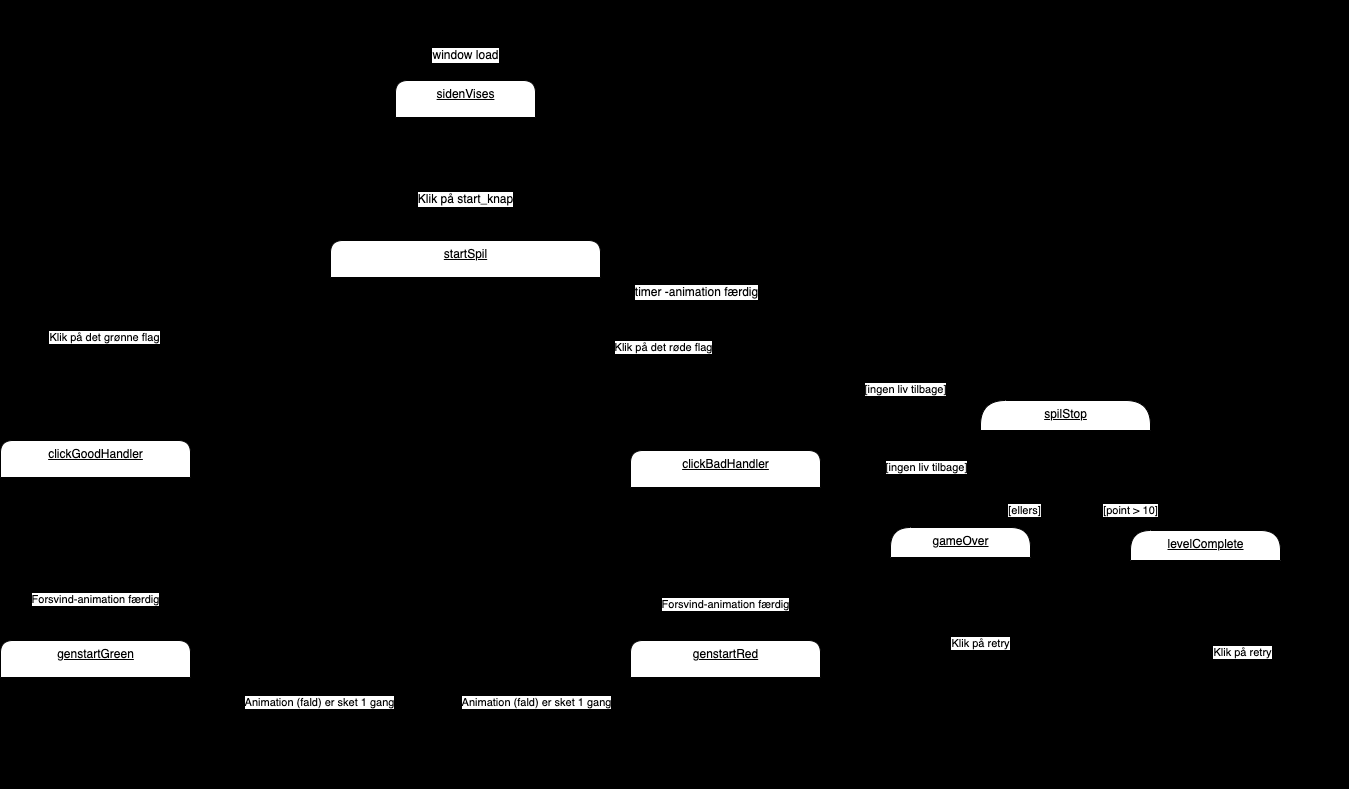 window load
sidenVises
Klik på start_knap
startSpil
timer -animation færdig
Klik på det grønne flag
Klik på det røde flag
[ingen liv tilbage]
spilStop
clickGoodHandler
clickBadHandler
[ingen liv tilbage]
[ellers]
[point > 10]
gameOver
levelComplete
Forsvind-animation færdig
Forsvind-animation færdig
Klik på retry
Klik på retry
genstartGreen
genstartRed
Animation (fald) er sket 1 gang
Animation (fald) er sket 1 gang